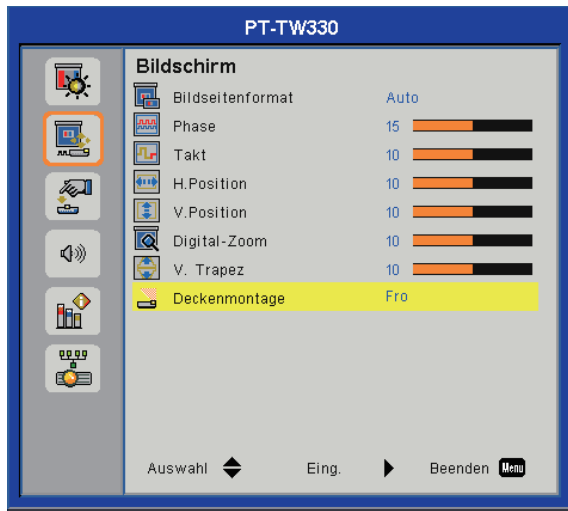 PT-TW330
Bildschirm
Bildseitenformat Auto
Phase 15
Takt 10
H.Position 10
V.Position 10
Digital-Zoom 10
V. Trapez 10
Deckenmontage Fro
Auswahl Eing. Beenden Menu